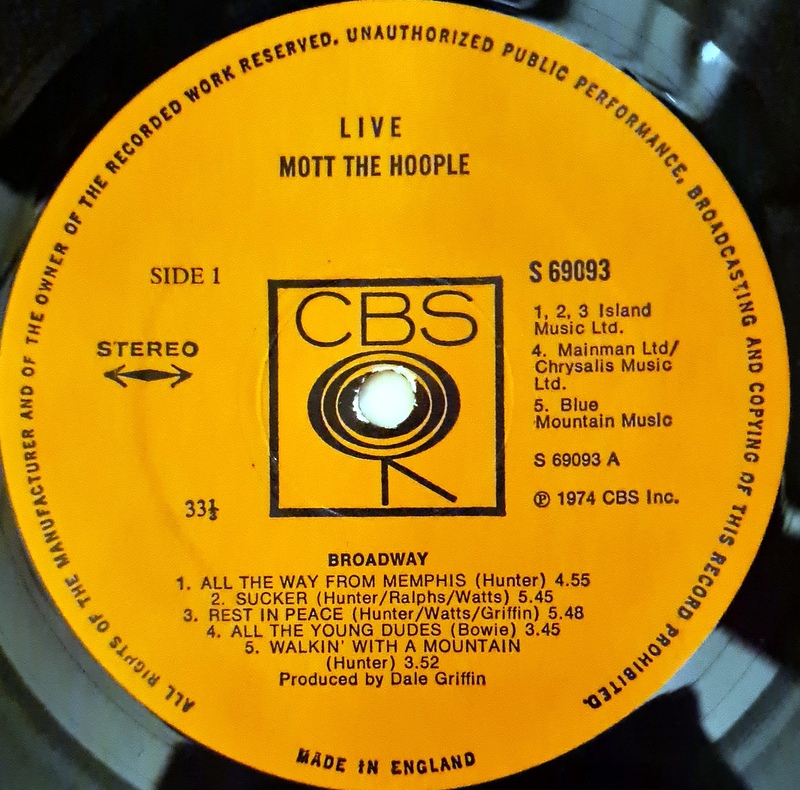 ALL RIGHTS OF THE MANUFACTURER AND OF THE OWNER OF THE RECORDED WORK RESERVED. UNAUTHORIZED PUBLIC PERFORMANCE, BROADCASTING AND COPYING OF THIS RECORD PROHIBITED.
LIVE
MOTT THE HOOPLE
SIDE 1
STEREO
33⅓
CBS
S 69093
1, 2, 3 Island
Music Ltd.
4. Mainman Ltd/
Chrysalis Music
Ltd.
5. Blue
Mountain Music
S 69093 A
℗ 1974 CBS Inc.
BROADWAY
1. ALL THE WAY FROM MEMPHIS (Hunter) 4.55
2. SUCKER (Hunter/Ralphs/Watts) 5.45
3. REST IN PEACE (Hunter/Watts/Griffin) 5.48
4. ALL THE YOUNG DUDES (Bowie) 3.45
5. WALKIN' WITH A MOUNTAIN
(Hunter) 3.52
Produced by Dale Griffin
MADE IN ENGLAND